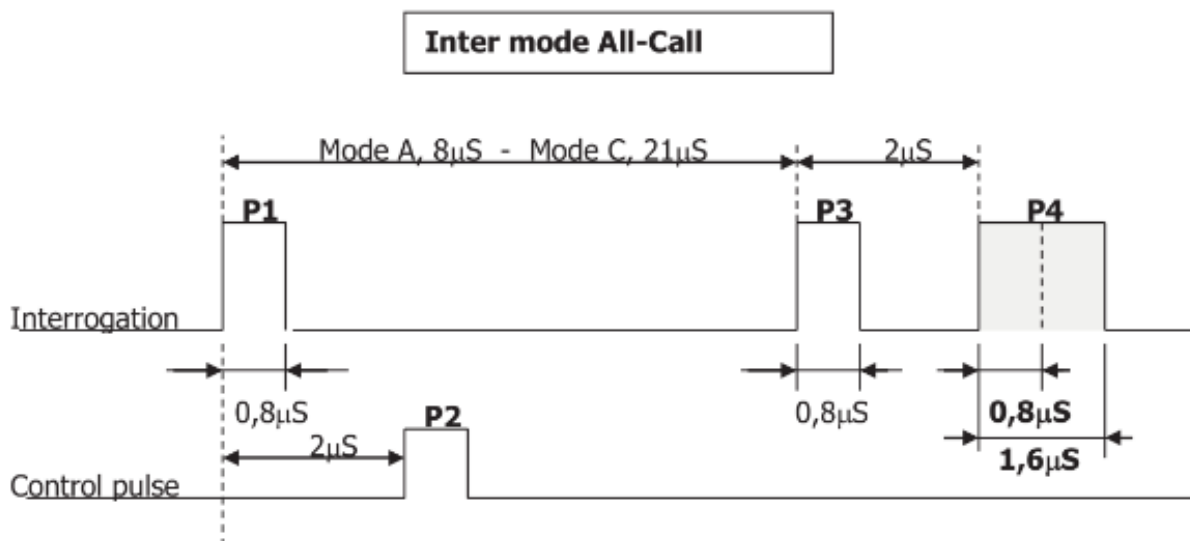 Inter mode All-Call
Mode A, 8μS - Mode C, 21μS
2μS
P1
P3
P4
Interrogation
0,8μS
0,8μS
0,8μS
P2
2μS
1,6μS
Control pulse